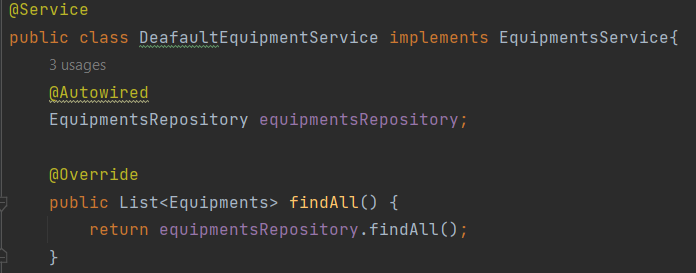 @Service
public class DeafaultEquipmentService implements EquipmentsService{
3 usages
@Autowired
EquipmentsRepository equipmentsRepository;
@Override
public List<Equipments> findAll() {
return equipmentsRepository.findAll();
}